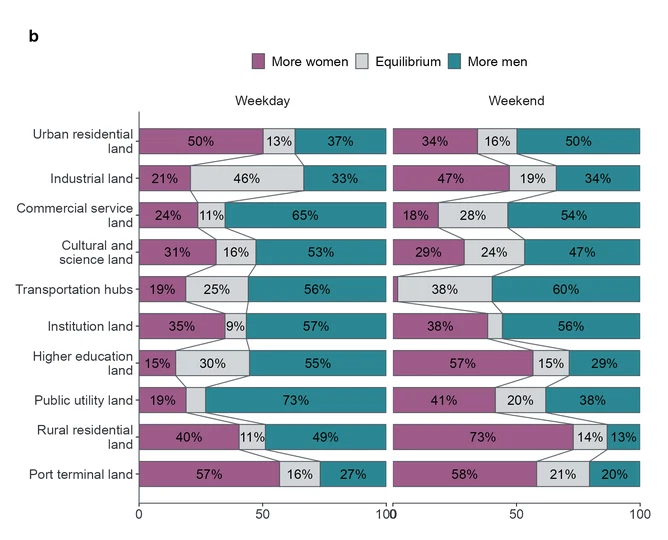 b
More women Equilibrium More men
Weekday Weekend
Urban residential
land
50% 13% 37% 34% 16% 50%
Industrial land 21% 46% 33% 47% 19% 34%
Commercial service
land
24% 11% 65% 18% 28% 54%
Cultural and
science land
31% 16% 53% 29% 24% 47%
Transportation hubs 19% 25% 56% 38% 60%
Institution land 35% 9% 57% 38% 56%
Higher education
land
15% 30% 55% 57% 15% 29%
Public utility land 19% 73% 41% 20% 38%
Rural residential
land
40% 11% 49% 73% 14% 13%
Port terminal land 57% 16% 27% 58% 21% 20%
0 50 100 0 50 100